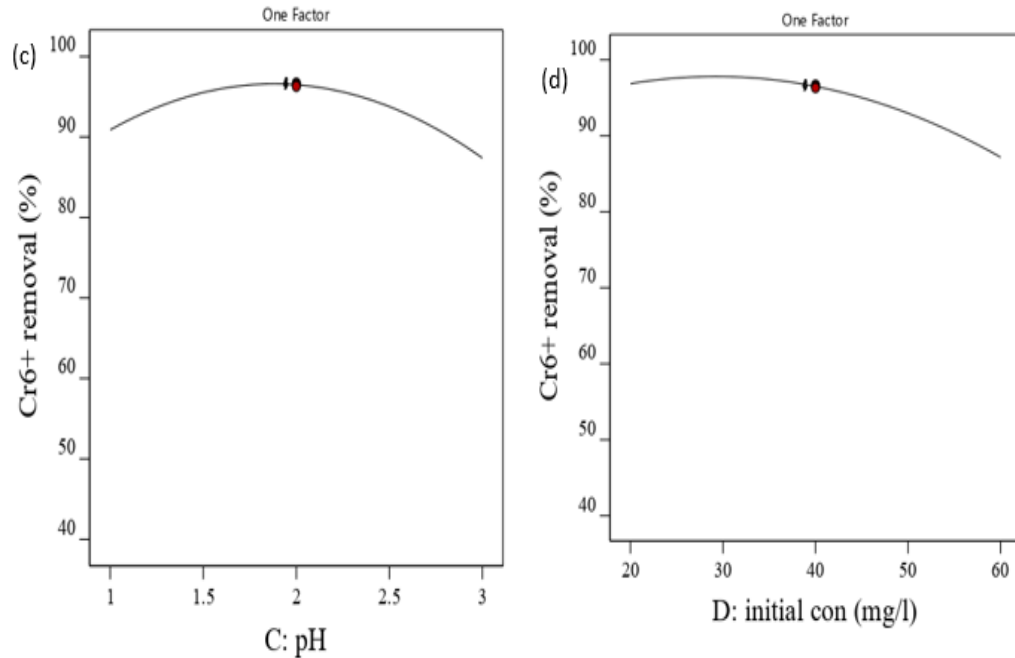 One Factor
(c)
100
90
80
70
60
50
40
Cr6+ removal (%)
1 1.5 2 2.5 3
C: pH
One Factor
(d)
100
90
80
70
60
50
40
Cr6+ removal (%)
20 30 40 50 60
D: initial con (mg/l)